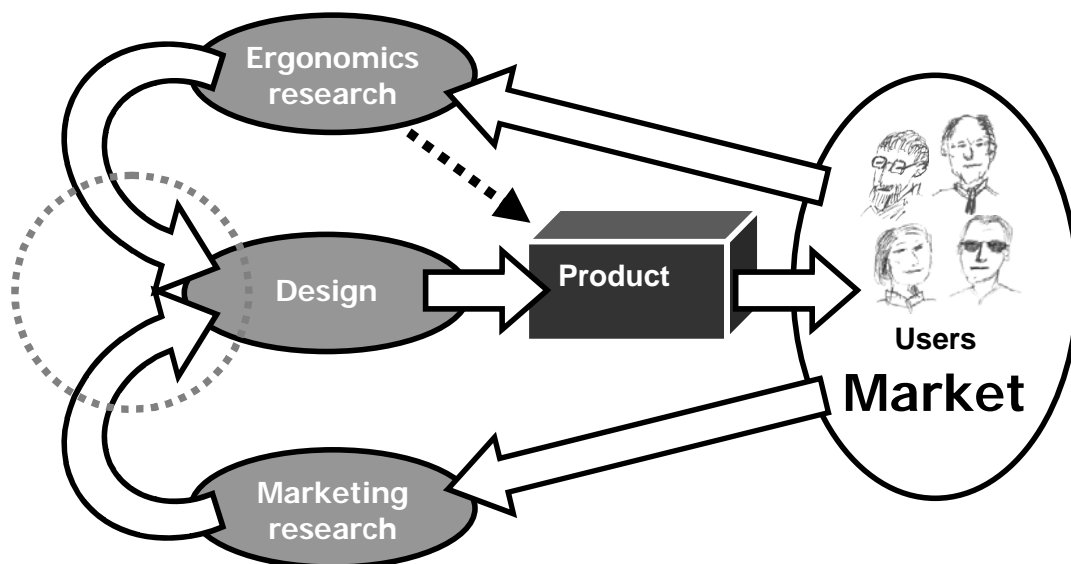 Ergonomics
research
Design
Product
Users
Market
Marketing
research